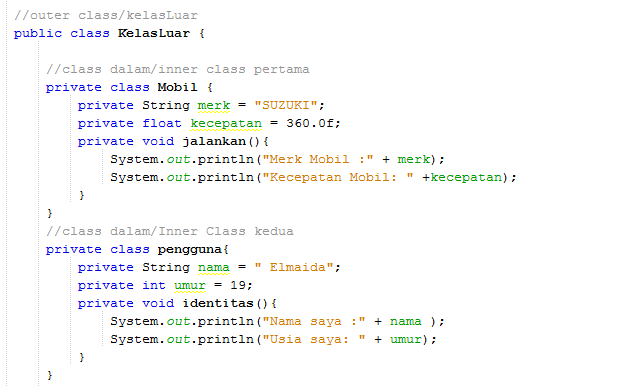 //outer class/kelasLuar
public class KelasLuar {
//class dalam/inner class pertama
private class Mobil {
private String merk = "SUZUKI";
private float kecepatan = 360.0f;
private void jalankan(){
System.out.println("Merk Mobil :" + merk);
System.out.println("Kecepatan Mobil: " +kecepatan);
}
}
//class dalam/Inner Class kedua
private class pengguna{
private String nama = " Elmaida";
private int umur = 19;
private void identitas(){
System.out.println("Nama saya :" + nama );
System.out.println("Usia saya: " + umur);
}
}